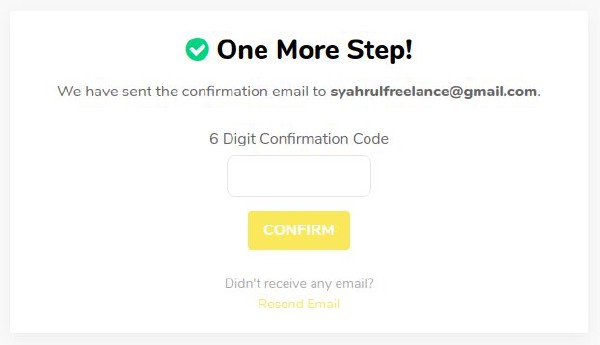 One More Step!
We have sent the confirmation email to syahrulfreelance@gmail.com.
6 Digit Confirmation Code
CONFIRM
Didn't receive any email?
Resend Email